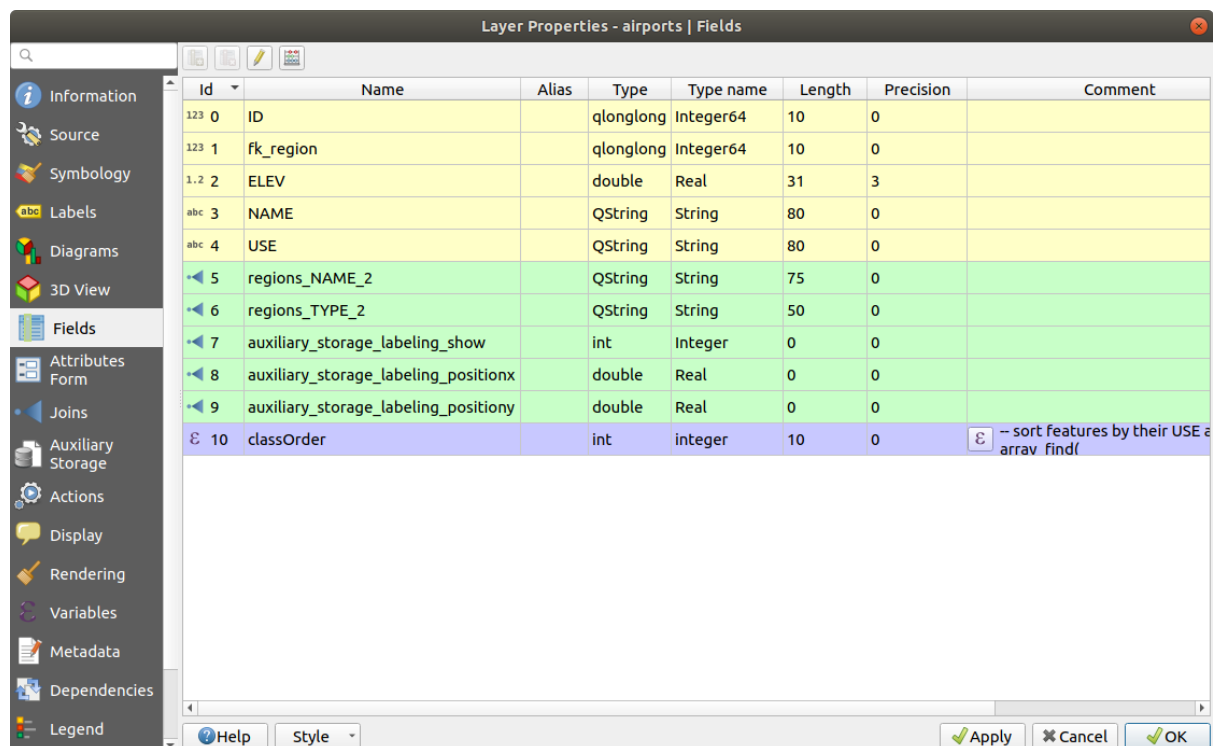 Layer Properties - airports | Fields
Information
Source
Symbology
abc Labels
Diagrams
3D View
Fields
Attributes
Form
Joins
Auxiliary
Storage
Actions
Display
Rendering
Variables
Metadata
Dependencies
Legend
Id Name Alias Type Type name Length Precision Comment
123 0 ID qlonglong Integer64 10 0
123 1 fk_region qlonglong Integer64 10 0
1.2 2 ELEV double Real 31 3
abc 3 NAME QString String 80 0
abc 4 USE QString String 80 0
5 regions_NAME_2 QString String 75 0
6 regions_TYPE_2 QString String 50 0
7 auxiliary_storage_labeling_show int Integer 0 0
8 auxiliary_storage_labeling_positionx double Real 0 0
9 auxiliary_storage_labeling_positiony double Real 0 0
ε 10 classOrder int integer 10 0 ε -- sort features by their USE a
array_find(
Help Style Apply Cancel OK